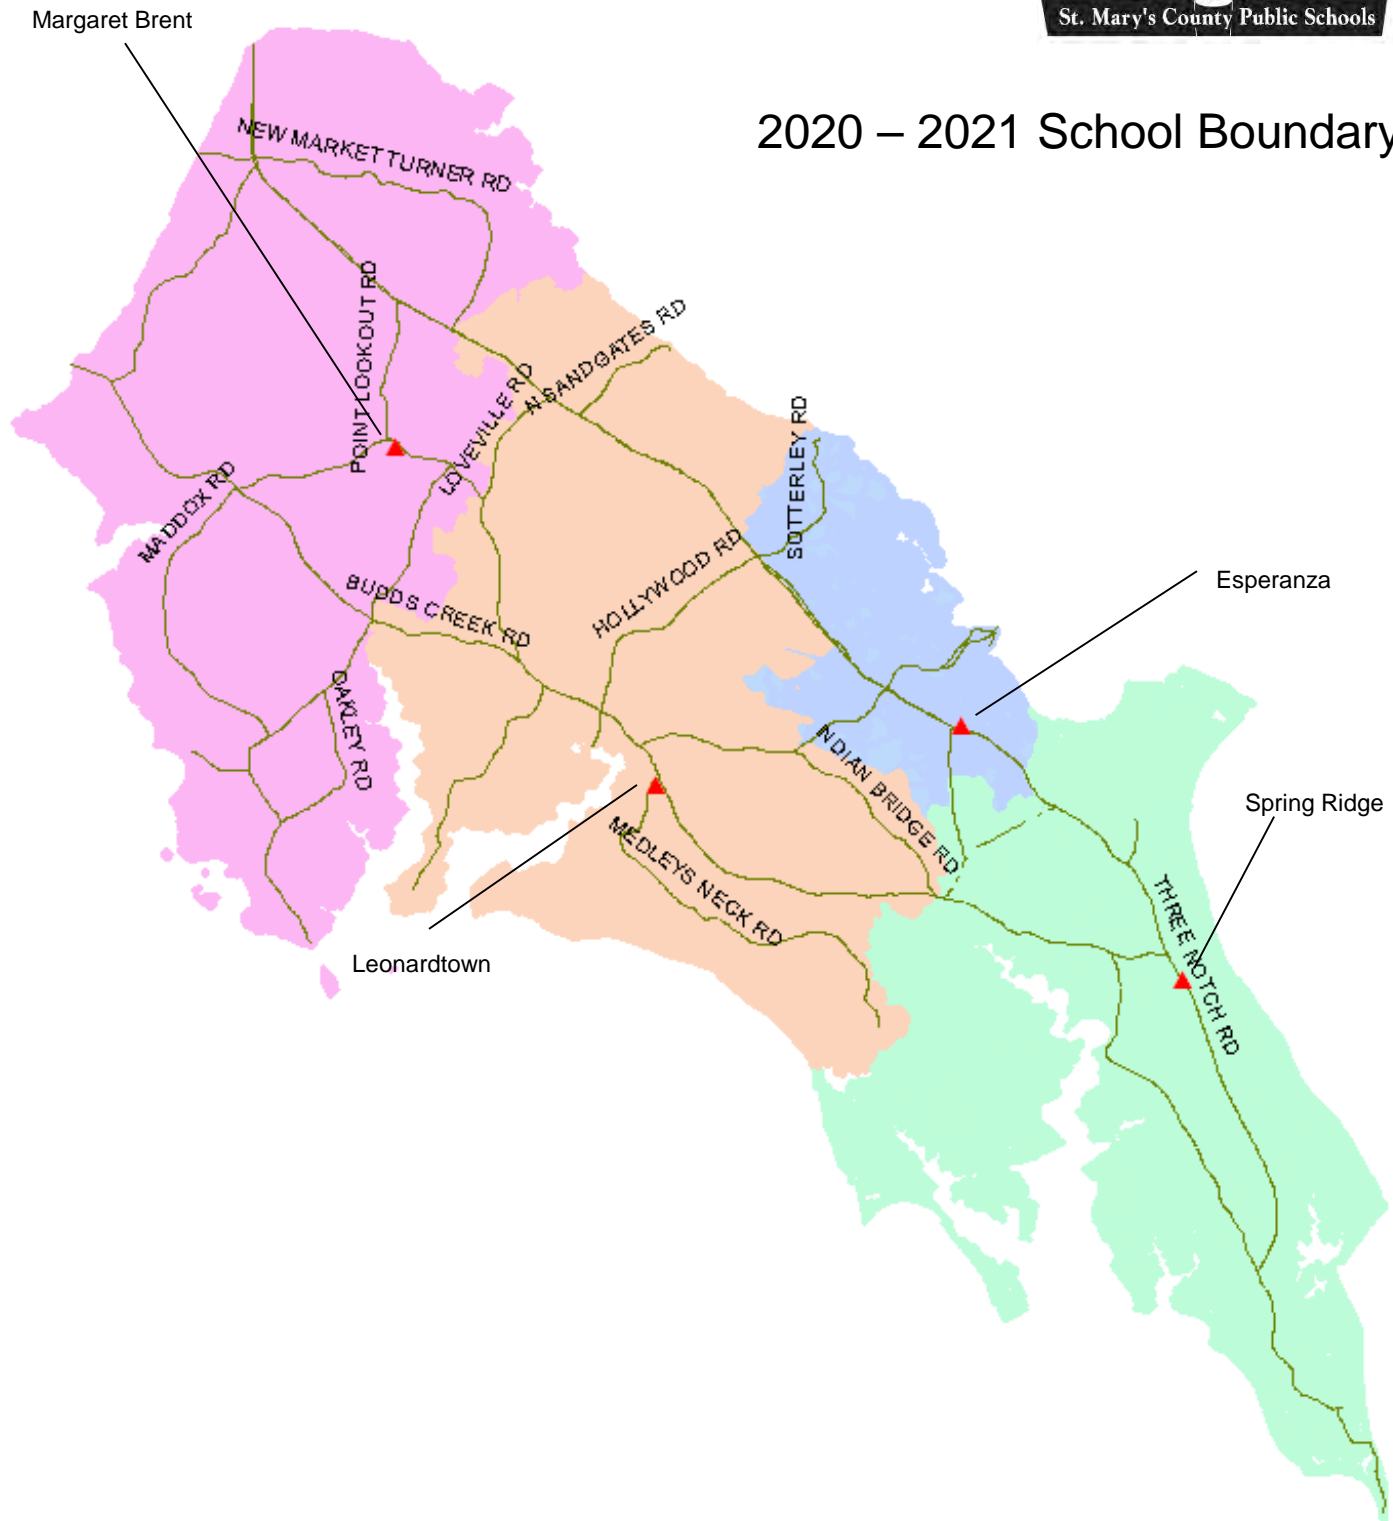 Margaret Brent
St. Mary's County Public Schools
2020 – 2021 School Boundary
NEW MARKET TURNER RD
POINT LOOKOUT RD
N SANDGATES RD
LOVEVILLE RD
SOTTERLEY RD
MADDOX RD
HOLLYWOOD RD
BUDDS CREEK RD
Esperanza
OAKLEY RD
INDIAN BRIDGE RD
Spring Ridge
MEDLEYS NECK RD
THREE NOTCH RD
Leonardtown